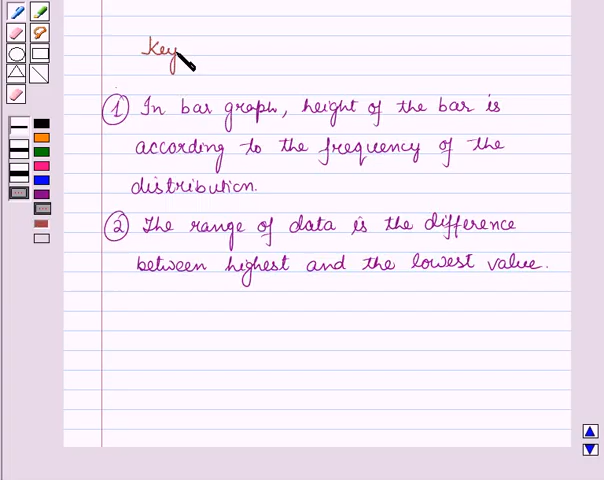 Key
① In bar graph, height of the bar is
according to the frequency of the
distribution.
② The range of data is the difference
between highest and the lowest value.